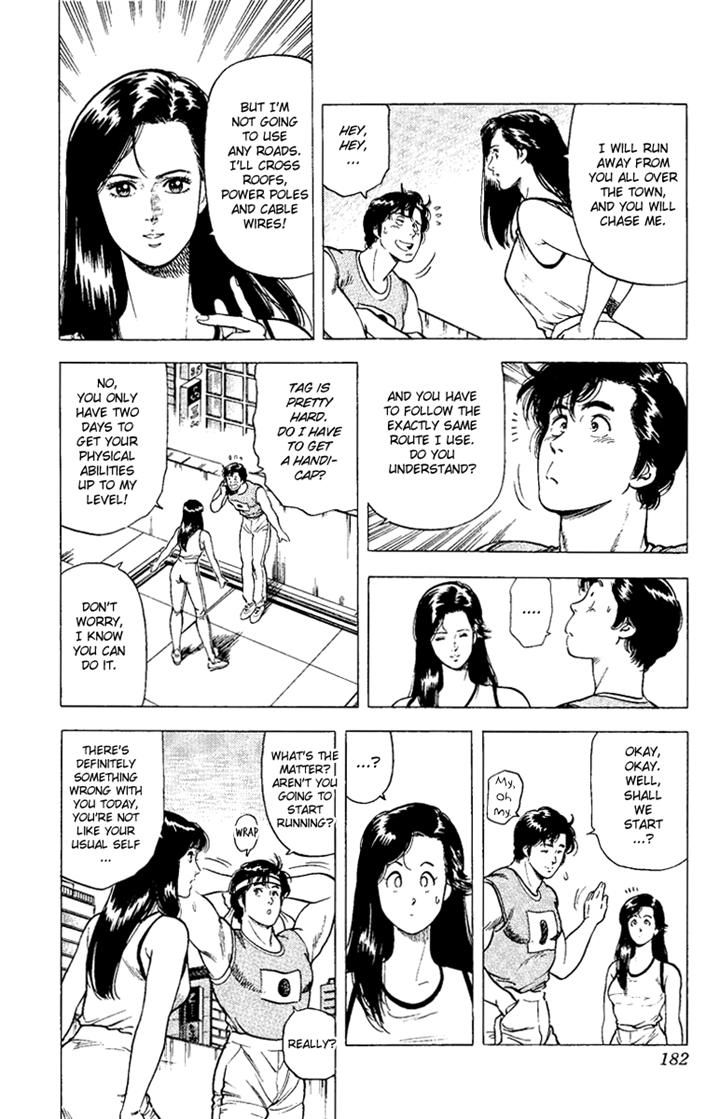 I WILL RUN
AWAY FROM
YOU ALL OVER
THE TOWN,
AND YOU WILL
CHASE ME.
HEY,
HEY,
...
BUT I'M
NOT GOING
TO USE
ANY ROADS.
I'LL CROSS
ROOFS,
POWER POLES
AND CABLE
WIRES!
AND YOU HAVE
TO FOLLOW THE
EXACTLY SAME
ROUTE I USE.
DO YOU
UNDERSTAND?
....
TAG IS
PRETTY
HARD.
DO I HAVE
TO GET
A HANDI-
CAP?
NO,
YOU ONLY
HAVE TWO
DAYS TO
GET YOUR
PHYSICAL
ABILITIES
UP TO MY
LEVEL!
DON'T
WORRY,
I KNOW
YOU CAN
DO IT.
OKAY,
OKAY.
WELL,
SHALL
WE
START
...?
My,
oh
my
...?
WHAT'S THE
MATTER?
AREN'T YOU
GOING TO
START
RUNNING?
WRAP
THERE'S
DEFINITELY
SOMETHING
WRONG WITH
YOU TODAY,
YOU'RE NOT
LIKE YOUR
USUAL SELF
...
REALLY?
182